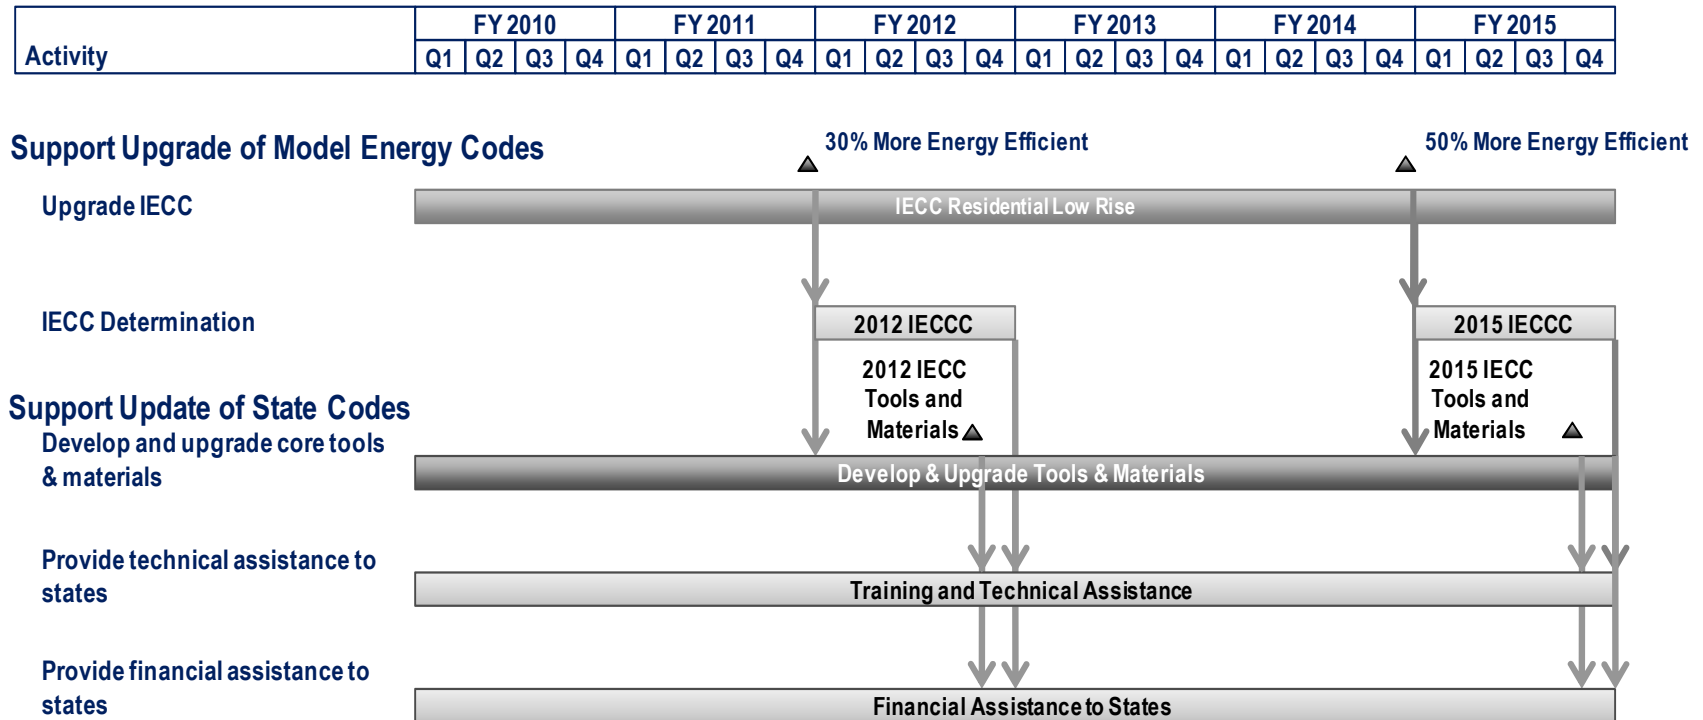 FY 2010 FY 2011 FY 2012 FY 2013 FY 2014 FY 2015
Activity Q1 Q2 Q3 Q4 Q1 Q2 Q3 Q4 Q1 Q2 Q3 Q4 Q1 Q2 Q3 Q4 Q1 Q2 Q3 Q4 Q1 Q2 Q3 Q4
Support Upgrade of Model Energy Codes
30% More Energy Efficient
50% More Energy Efficient
Upgrade IECC
IECC Residential Low Rise
IECC Determination
2012 IECCC
2015 IECCC
2012 IECC
Tools and
Materials
2015 IECC
Tools and
Materials
Support Update of State Codes
Develop and upgrade core tools
& materials
Develop & Upgrade Tools & Materials
Provide technical assistance to
states
Training and Technical Assistance
Provide financial assistance to
states
Financial Assistance to States